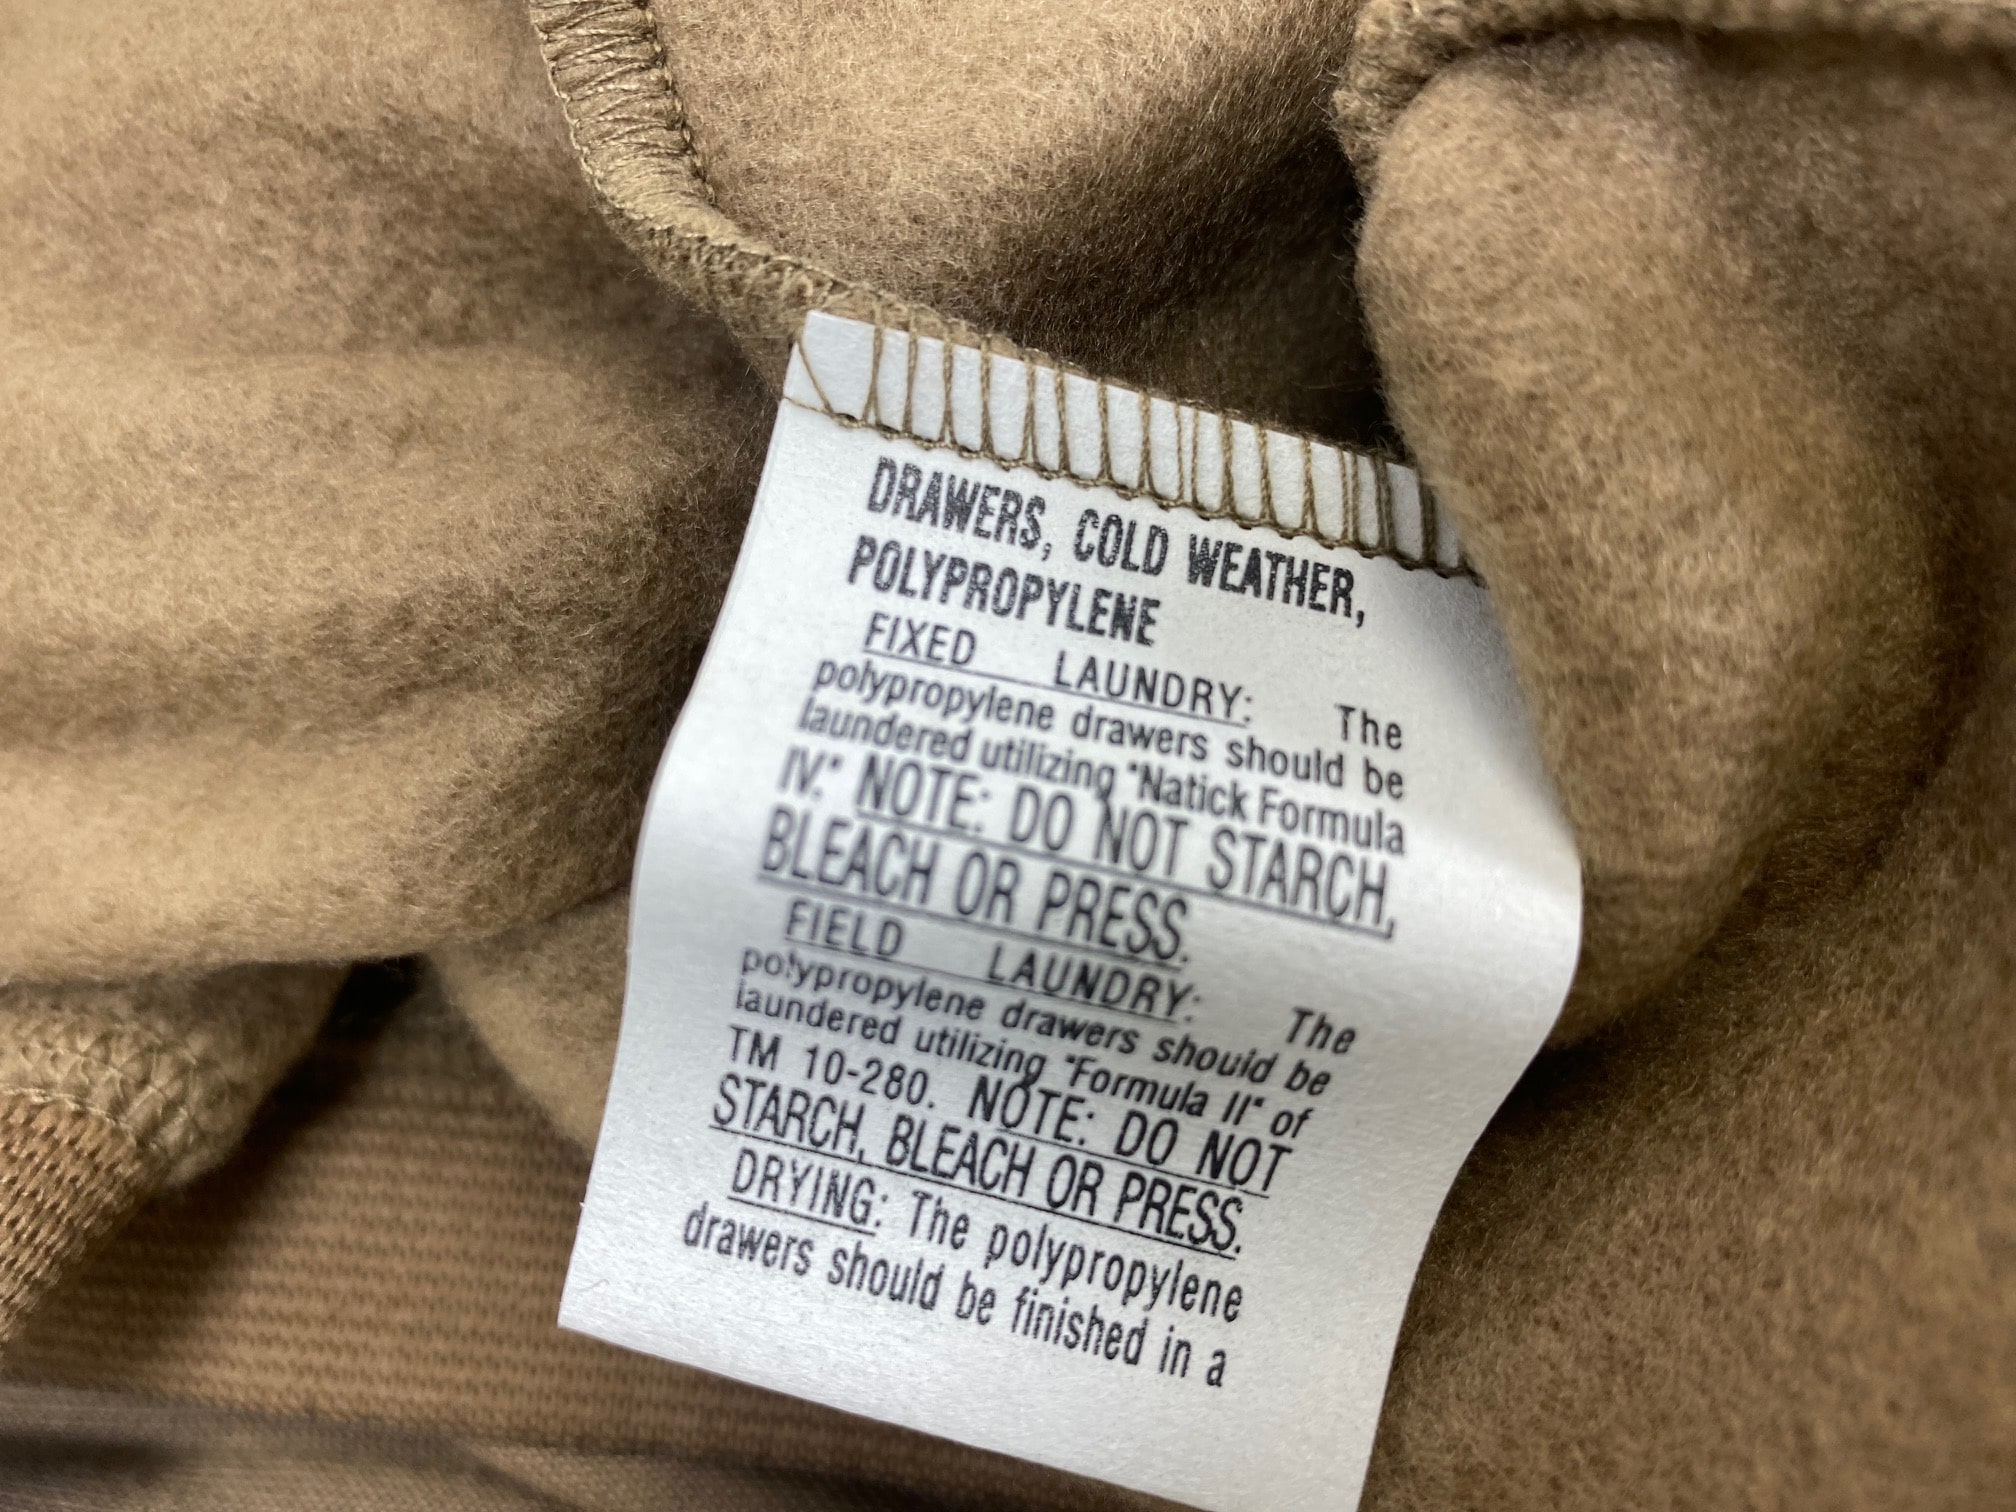 DRAWERS, COLD WEATHER,
POLYPROPYLENE
FIXED LAUNDRY: The
polypropylene drawers should be
laundered utilizing "Natick Formula
IV." NOTE: DO NOT STARCH,
BLEACH OR PRESS.
FIELD LAUNDRY: The
polypropylene drawers should be
laundered utilizing "Formula II" of
TM 10-280. NOTE: DO NOT
STARCH, BLEACH OR PRESS.
DRYING: The polypropylene
drawers should be finished in a